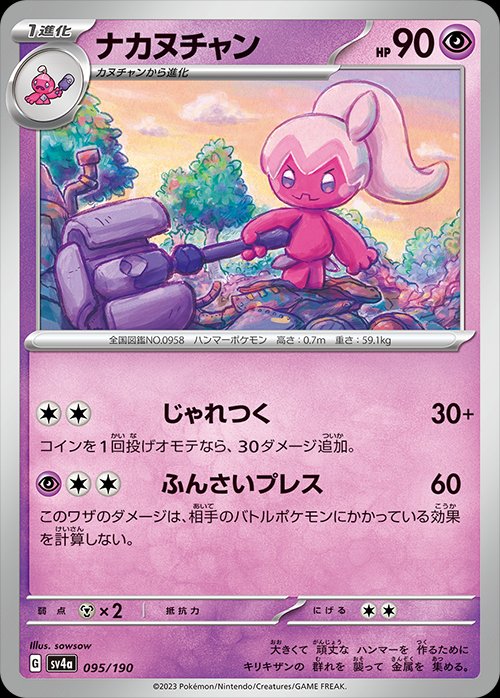 1進化
ナカヌチャン
HP 90
カヌチャンから進化
全国図鑑NO.0958 ハンマーポケモン 高さ：0.7m 重さ：59.1kg
じゃれつく 30+
コインを1回投げオモテなら、30ダメージ追加。
ふんさいプレス 60
このワザのダメージは、相手のバトルポケモンにかかっている効果
を計算しない。
弱点 ×2 抵抗力 にげる
Illus. sowsow
G sv4a 095/190
大きくて 頑丈な ハンマーを 作るために
キリキザンの 群れを 襲って 金属を 集める。
©2023 Pokémon/Nintendo/Creatures/GAME FREAK.